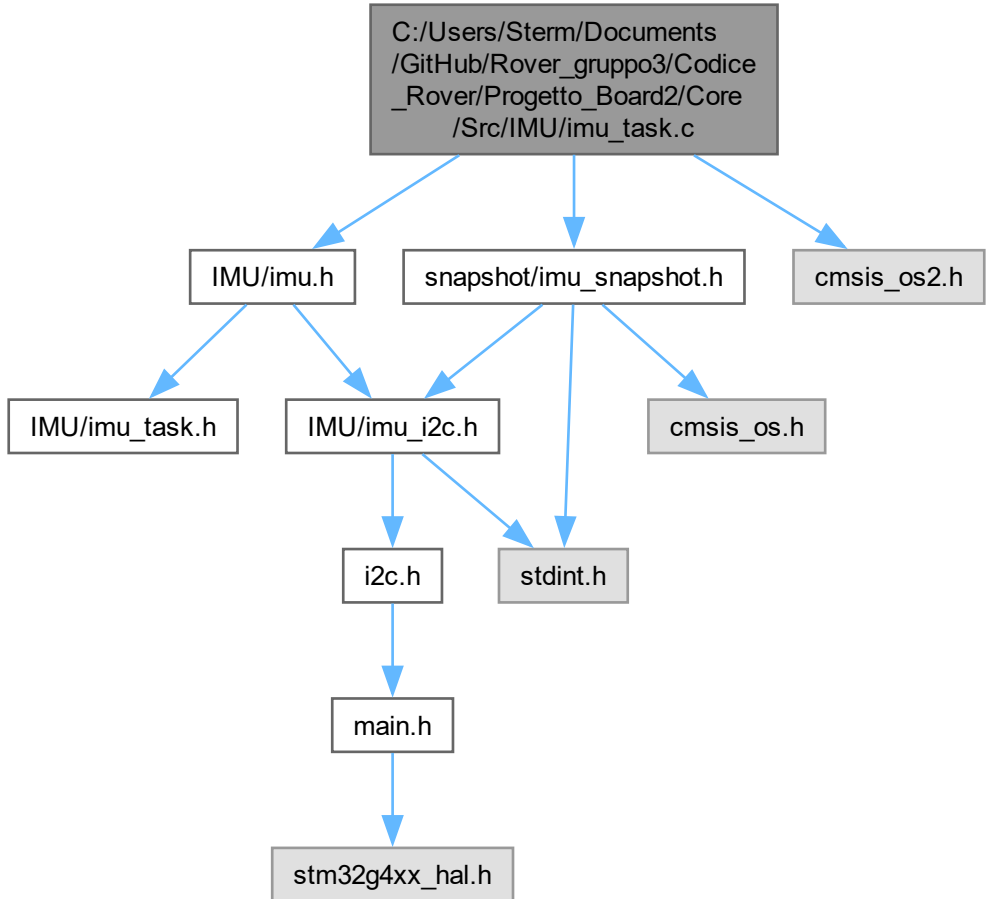 C:/Users/Sterm/Documents
/GitHub/Rover_gruppo3/Codice
_Rover/Progetto_Board2/Core
/Src/IMU/imu_task.c
IMU/imu.h
snapshot/imu_snapshot.h
cmsis_os2.h
IMU/imu_task.h
IMU/imu_i2c.h
cmsis_os.h
i2c.h
stdint.h
main.h
stm32g4xx_hal.h